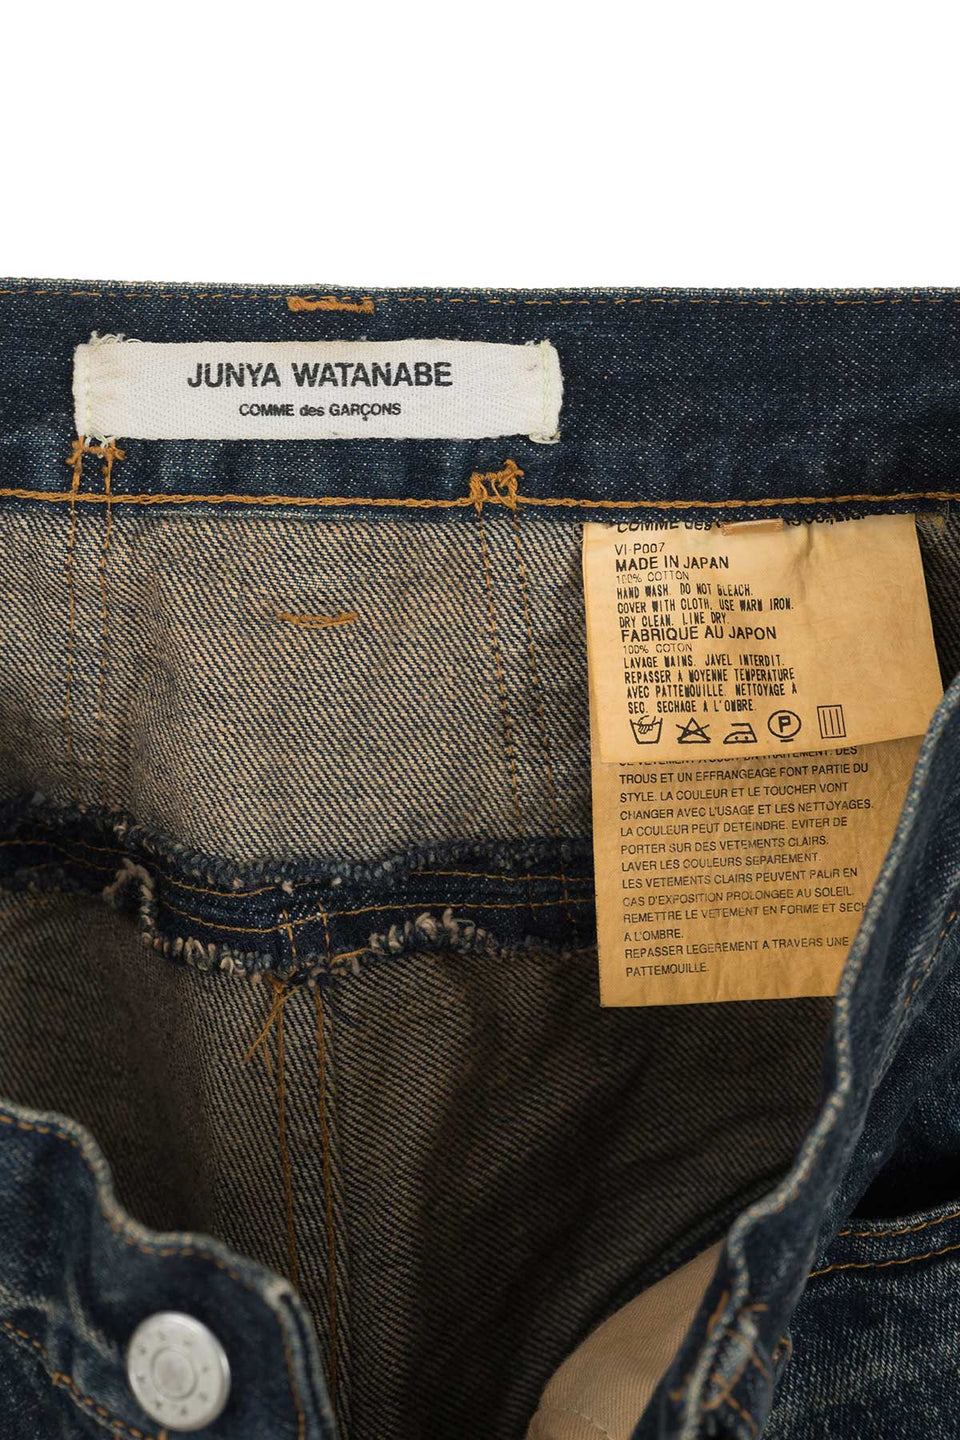 JUNYA WATANABE
COMME des GARÇONS
COMME des
VI-P007
MADE IN JAPAN
100% COTTON
HAND WASH. DO NOT BLEACH.
COVER WITH CLOTH, USE WARM IRON.
DRY CLEAN. LINE DRY.
FABRIQUE AU JAPON
100% COTON
LAVAGE MAINS. JAVEL INTERDIT.
REPASSER A MOYENNE TEMPERATURE
AVEC PATTEMOUILLE. NETTOYAGE A
SEC. SECHAGE A L'OMBRE.
P
TRAITEMENT. DES
TROUS ET UN EFFRANGEAGE FONT PARTIE DU
STYLE. LA COULEUR ET LE TOUCHER VONT
CHANGER AVEC L'USAGE ET LES NETTOYAGES.
LA COULEUR PEUT DETEINDRE. EVITER DE
PORTER SUR DES VETEMENTS CLAIRS.
LAVER LES COULEURS SEPAREMENT.
LES VETEMENTS CLAIRS PEUVENT PALIR EN
CAS D'EXPOSITION PROLONGEE AU SOLEIL.
REMETTRE LE VETEMENT EN FORME ET SECH
A L'OMBRE.
REPASSER LEGEREMENT A TRAVERS UNE
PATTEMOUILLE.